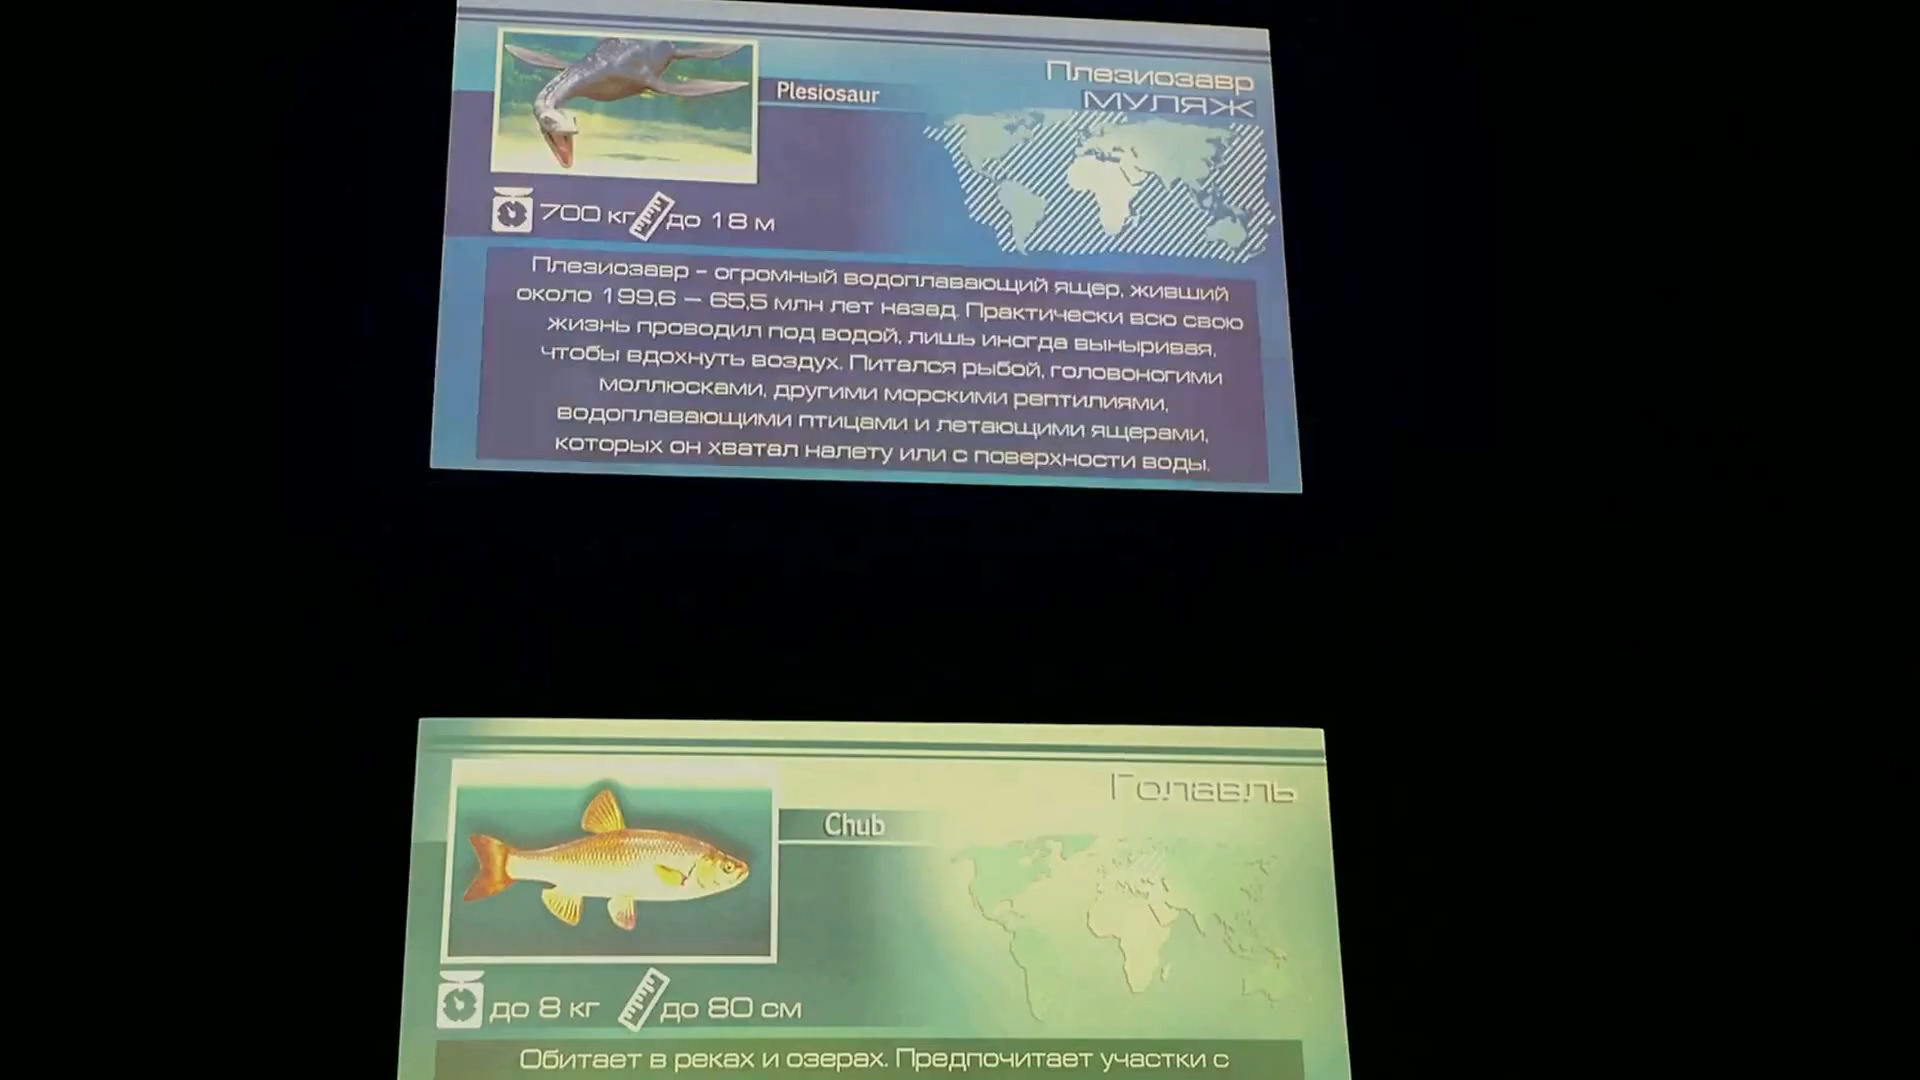 Плезиозавр
МУЛЯЖ
Plesiosaur
700 кг до 18 м
Плезиозавр – огромный водоплавающий ящер, живший
около 199,6 – 65,5 млн лет назад. Практически всю свою
жизнь проводил под водой, лишь иногда выныривая,
чтобы вдохнуть воздух. Питался рыбой, головоногими
моллюсками, другими морскими рептилиями,
водоплавающими птицами и летающими ящерами,
которых он хватал налету или с поверхности воды.
Голавль
Chub
до 8 кг до 80 см
Обитает в реках и озерах. Предпочитает участки с